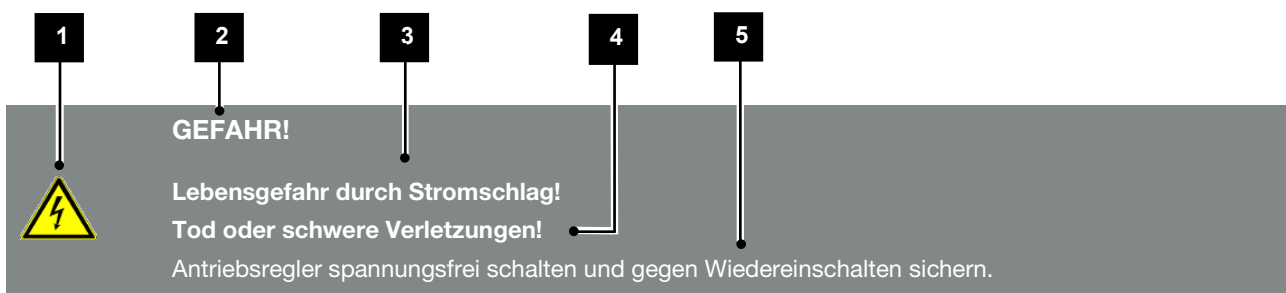 1 2 3 4 5
GEFAHR!
Lebensgefahr durch Stromschlag!
Tod oder schwere Verletzungen!
Antriebsregler spannungsfrei schalten und gegen Wiedereinschalten sichern.